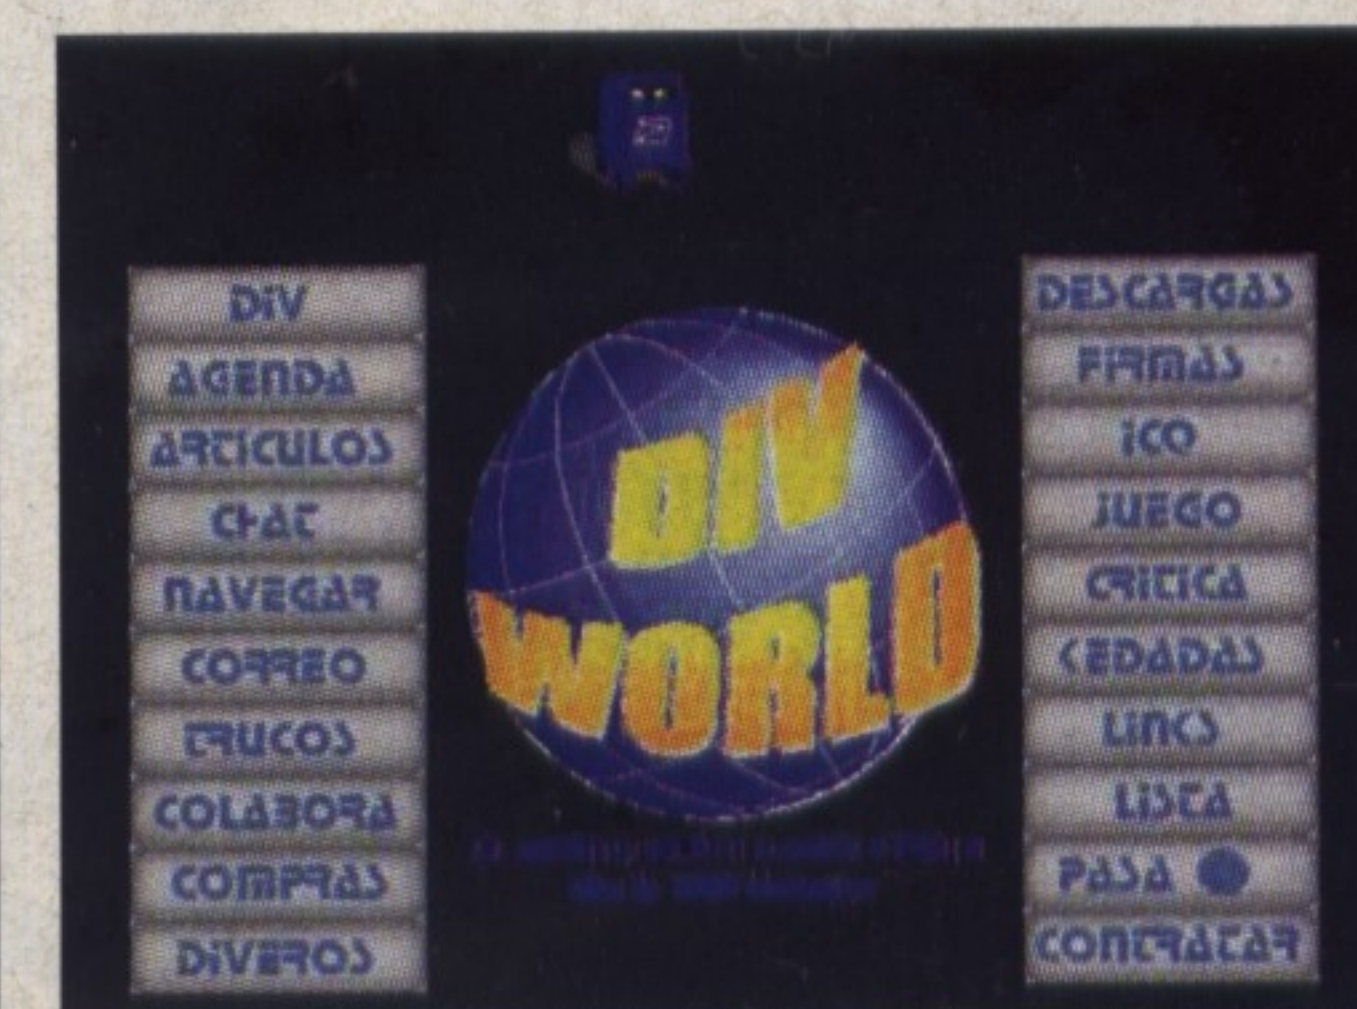 DIV
AGENDA
ARTICULOS
CHAT
NAVEGAR
CORREO
TRUCOS
COLABORA
COMPRAS
DIVEROS
DIV
WORLD
DESCARGAS
FIRMAS
ICO
JUEGO
CRITICA
CEDADAS
LINCS
LISTA
PASA
CONTRATAR